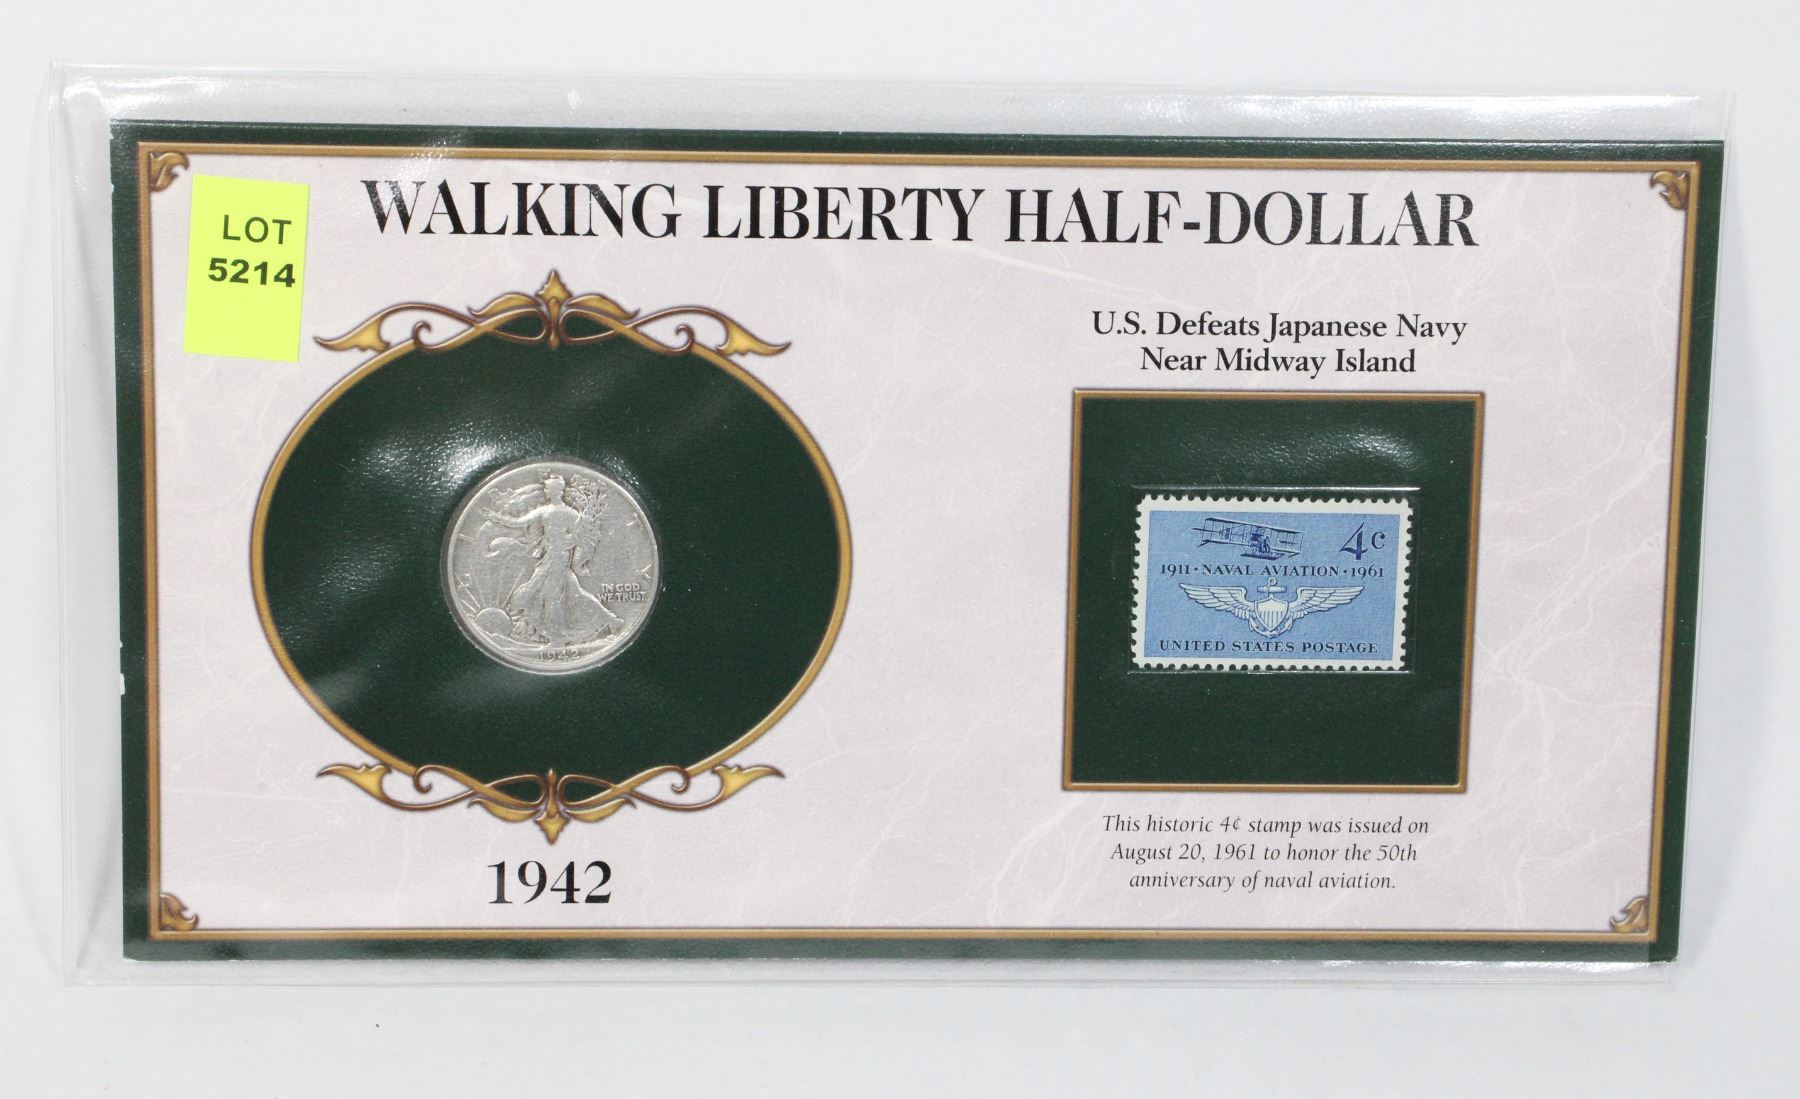 WALKING LIBERTY HALF-DOLLAR
LOT
5214
IN GOD
WE TRUST
1942
1942
U.S. Defeats Japanese Navy
Near Midway Island
4c
1911 • NAVAL AVIATION • 1961
UNITED STATES POSTAGE
This historic 4¢ stamp was issued on
August 20, 1961 to honor the 50th
anniversary of naval aviation.